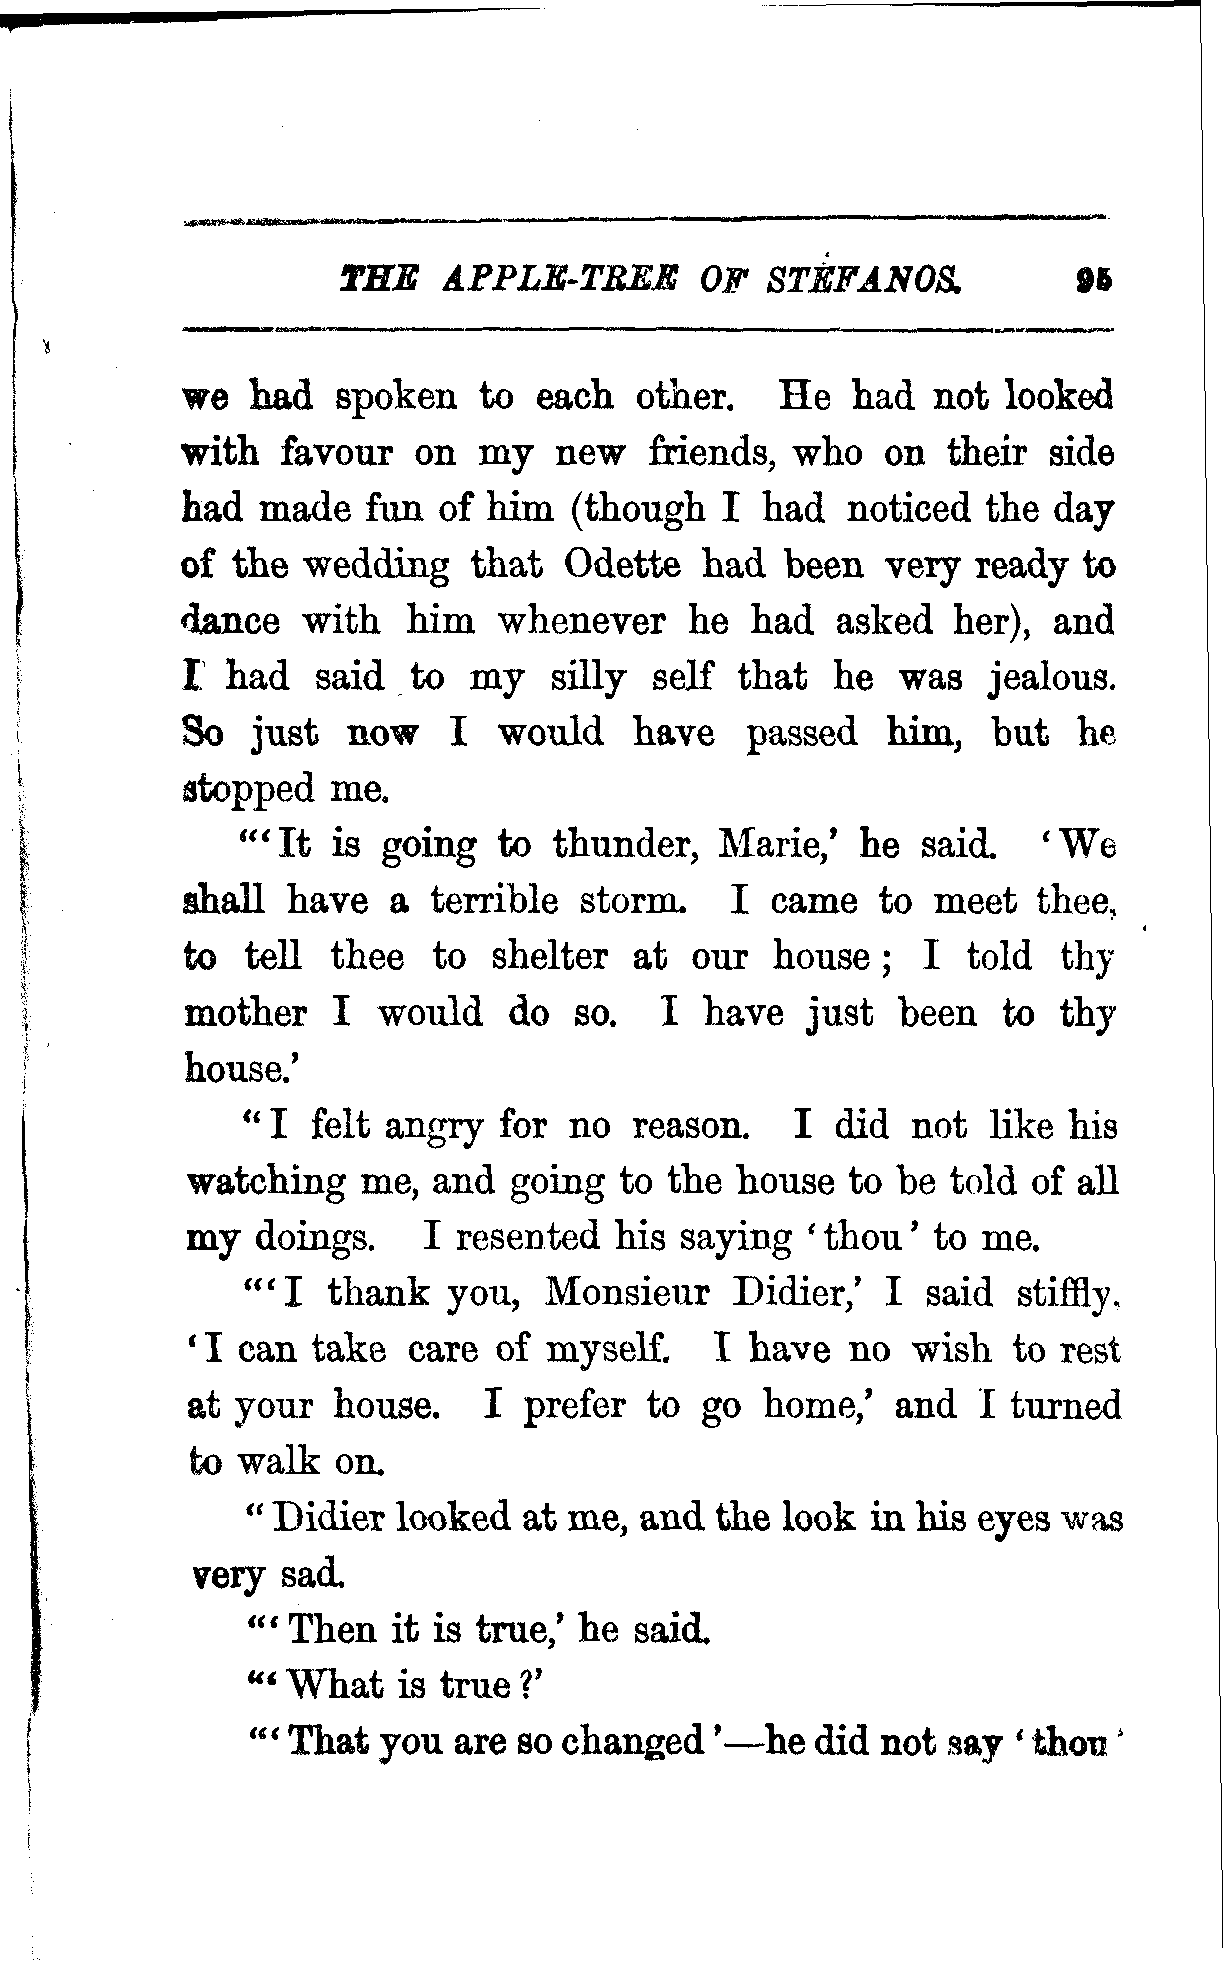 THE APPLE-TREE OF STÉFANOS. 95
we had spoken to each other. He had not looked
with favour on my new friends, who on their side
had made fun of him (though I had noticed the day
of the wedding that Odette had been very ready to
dance with him whenever he had asked her), and
I had said to my silly self that he was jealous.
So just now I would have passed him, but he
stopped me.
"'It is going to thunder, Marie,' he said. 'We
shall have a terrible storm. I came to meet thee,
to tell thee to shelter at our house; I told thy
mother I would do so. I have just been to thy
house.'
"I felt angry for no reason. I did not like his
watching me, and going to the house to be told of all
my doings. I resented his saying 'thou' to me.
"'I thank you, Monsieur Didier,' I said stiffly.
'I can take care of myself. I have no wish to rest
at your house. I prefer to go home,' and I turned
to walk on.
"Didier looked at me, and the look in his eyes was
very sad.
"'Then it is true,' he said.
"'What is true?'
"'That you are so changed'—he did not say 'thou'